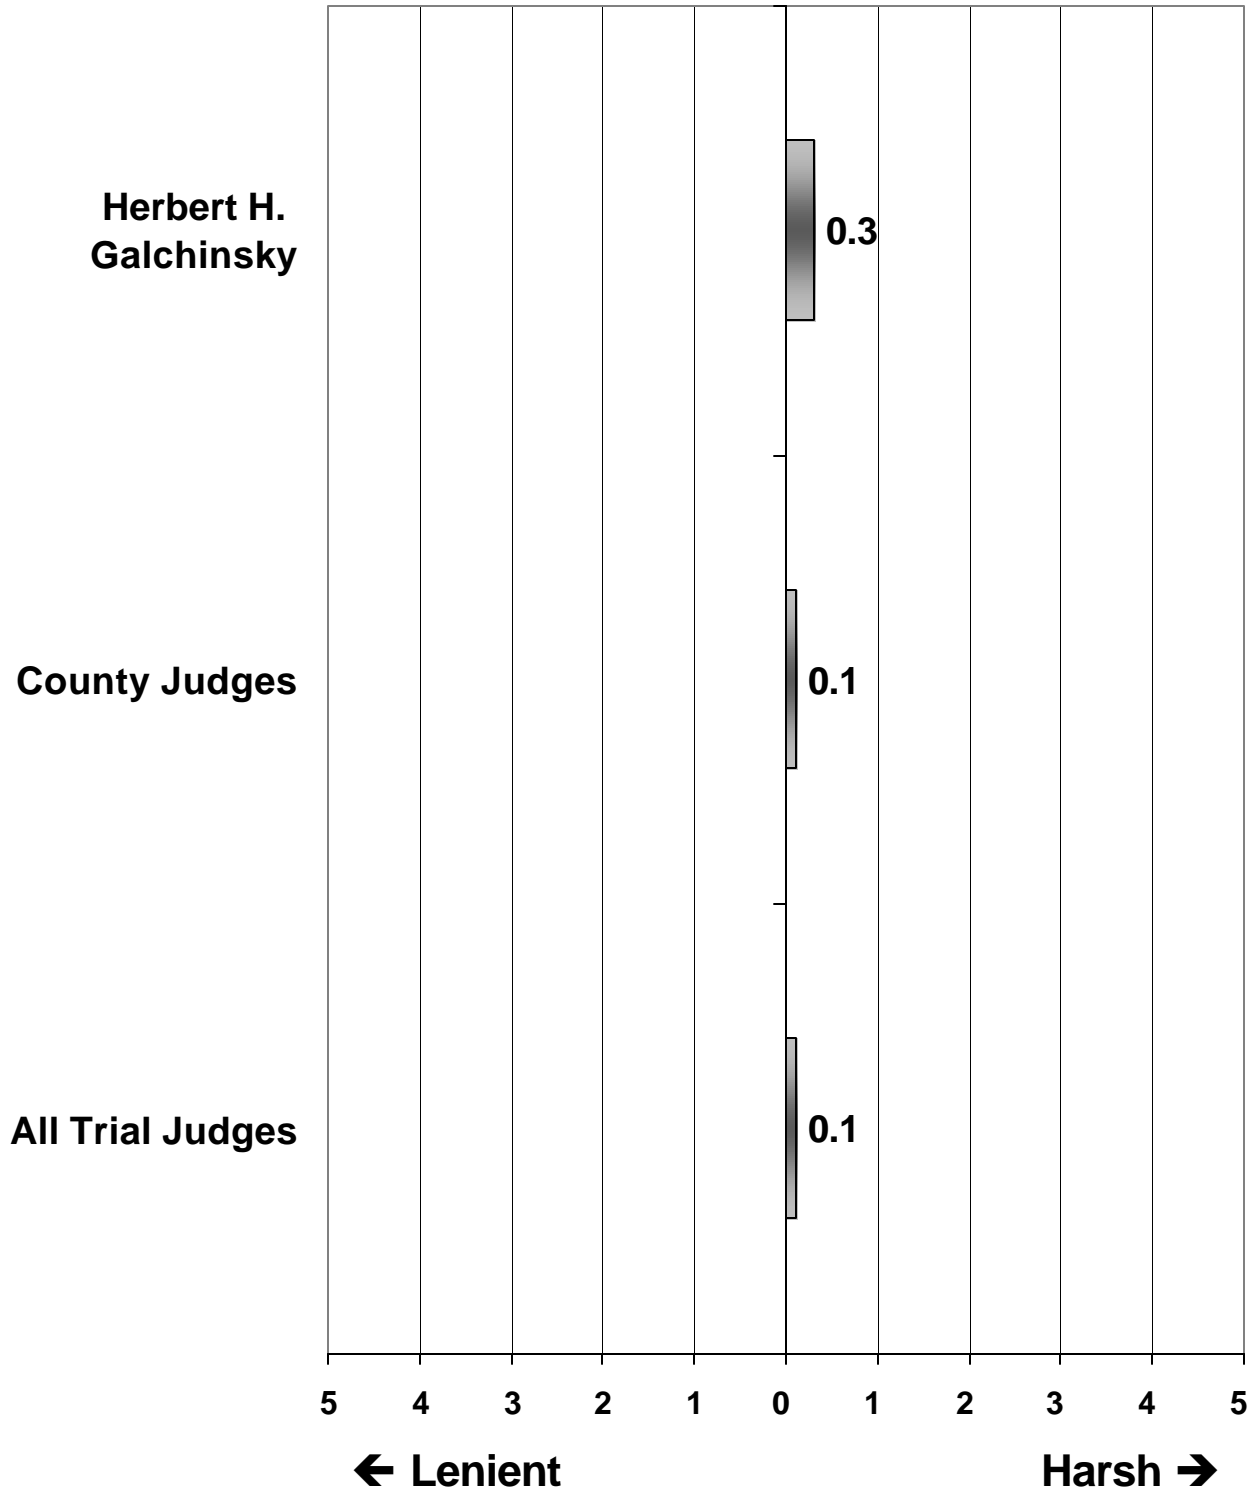 Herbert H.
Galchinsky
0.3
County Judges
0.1
All Trial Judges
0.1
5 4 3 2 1 0 1 2 3 4 5
← Lenient
Harsh →